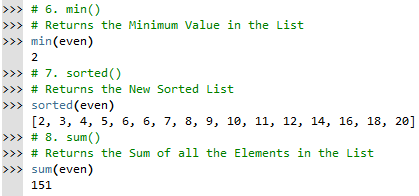 >>> # 6. min()
>>> # Returns the Minimum Value in the List
>>> min(even)
2
>>> # 7. sorted()
>>> # Returns the New Sorted List
>>> sorted(even)
[2, 3, 4, 5, 6, 6, 7, 8, 9, 10, 11, 12, 14, 16, 18, 20]
>>> # 8. sum()
>>> # Returns the Sum of all the Elements in the List
>>> sum(even)
151